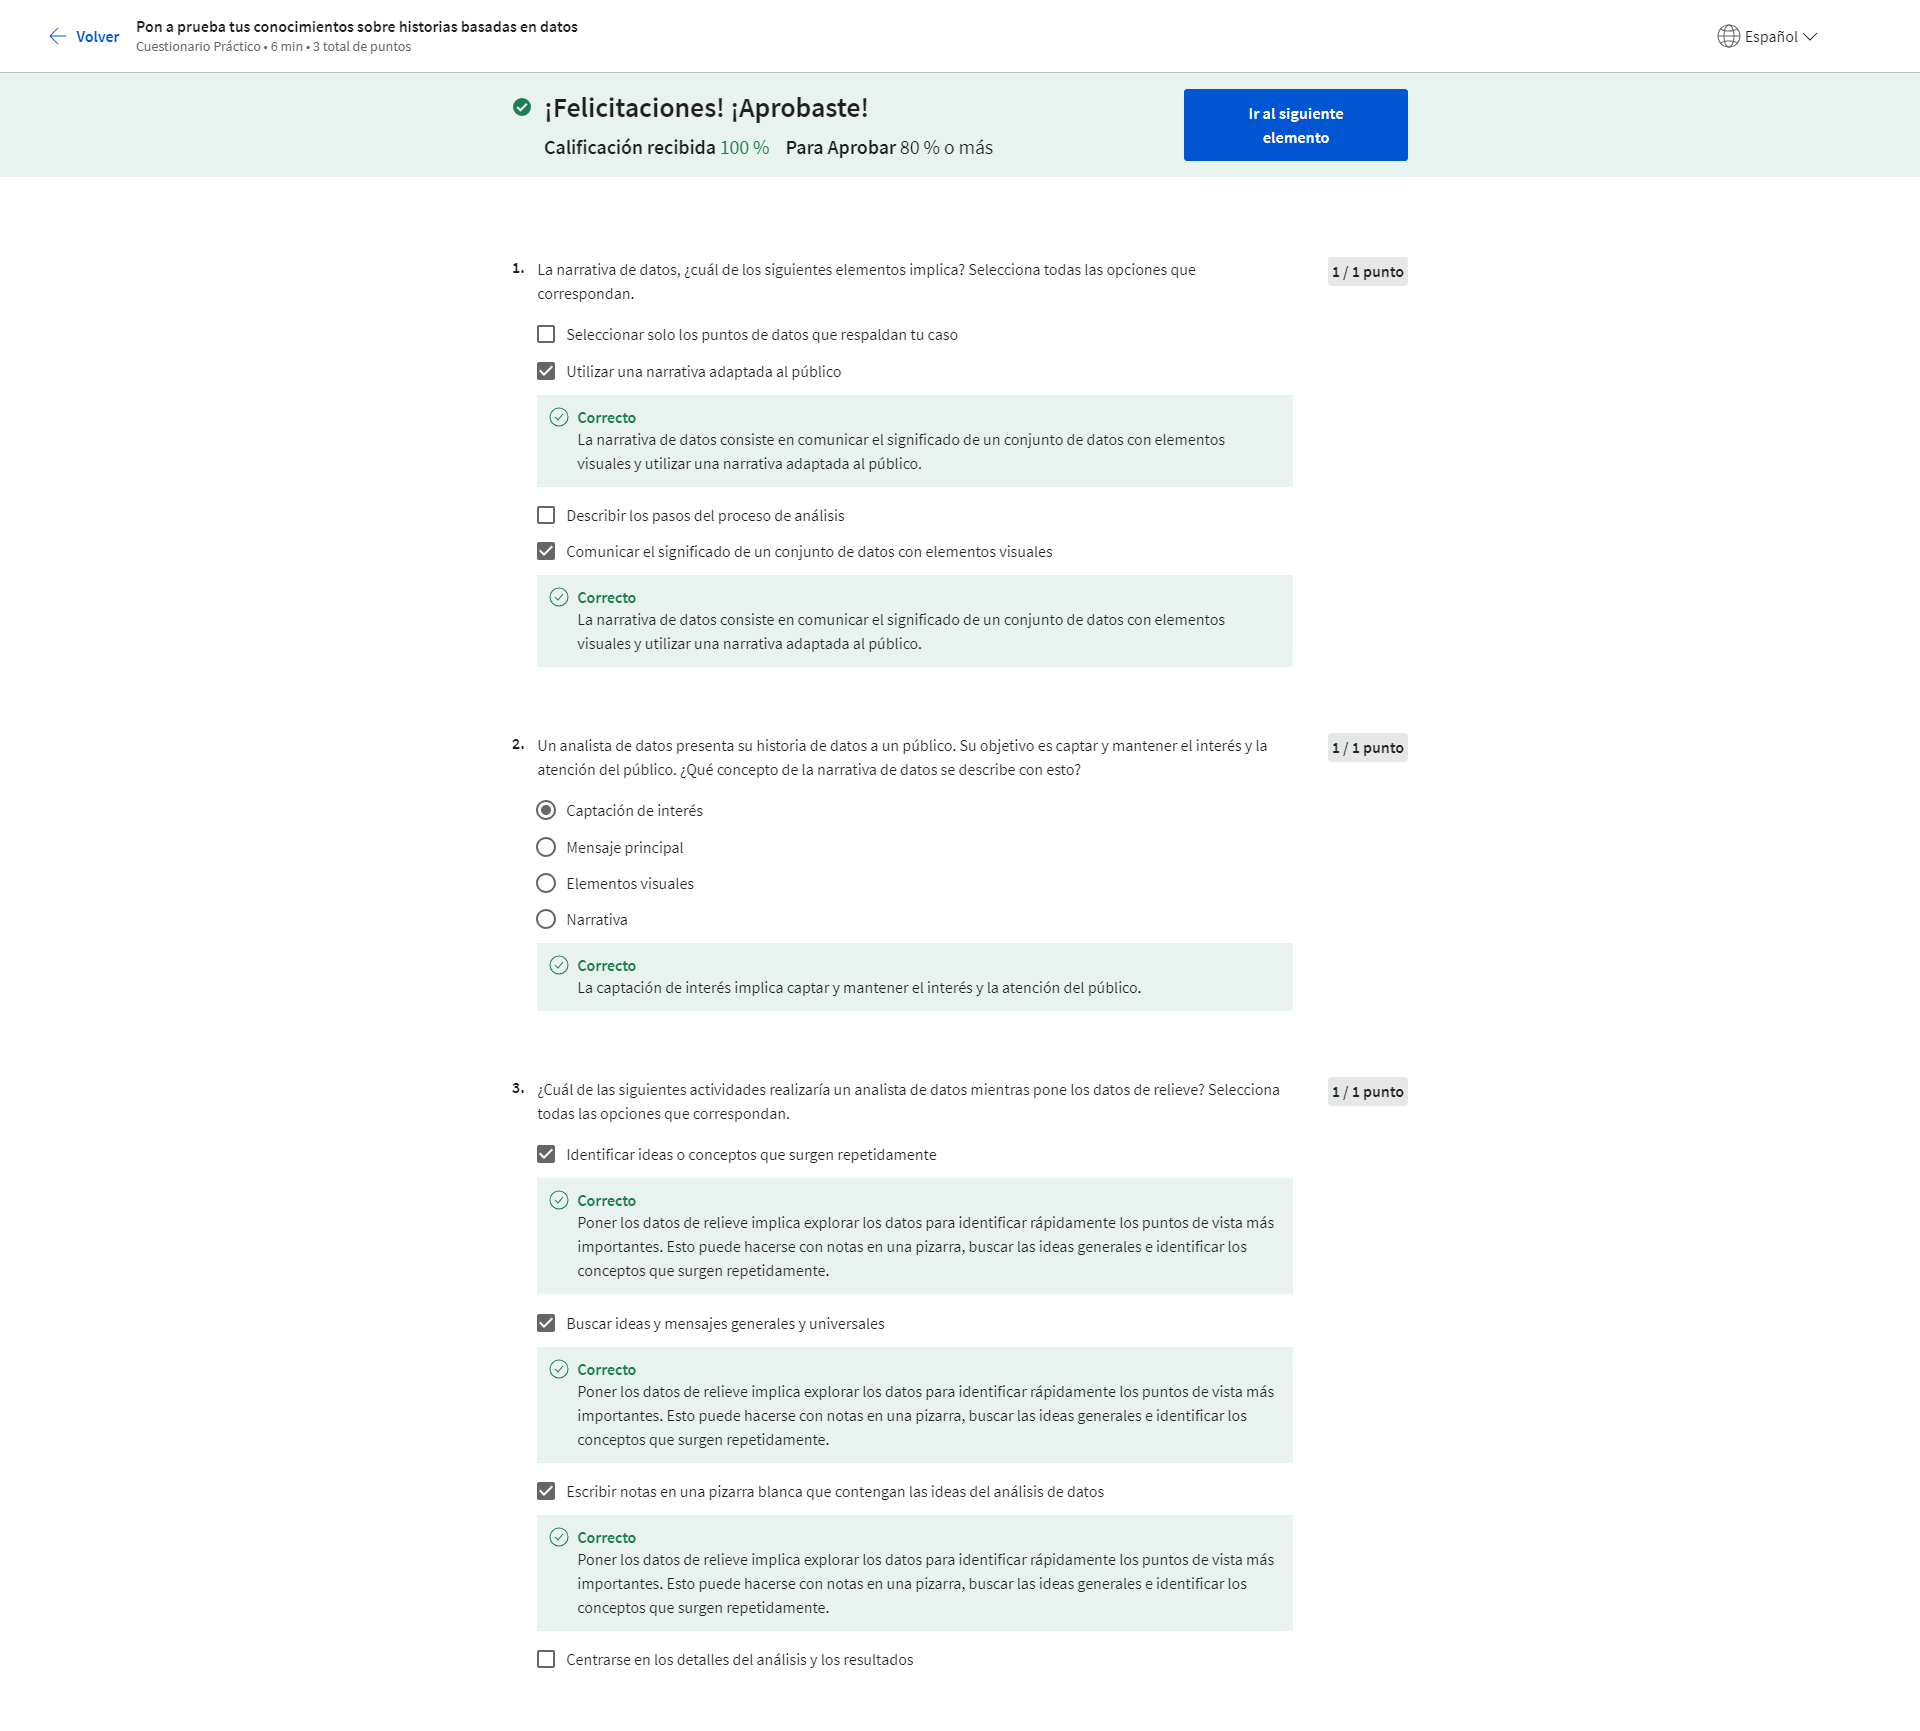 Volver
Pon a prueba tus conocimientos sobre historias basadas en datos
Cuestionario Práctico • 6 min • 3 total de puntos
Español
¡Felicitaciones! ¡Aprobaste!
Calificación recibida 100 % Para Aprobar 80 % o más
Ir al siguiente
elemento
1. La narrativa de datos, ¿cuál de los siguientes elementos implica? Selecciona todas las opciones que
correspondan.
1 / 1 punto
Seleccionar solo los puntos de datos que respaldan tu caso
Utilizar una narrativa adaptada al público
Correcto
La narrativa de datos consiste en comunicar el significado de un conjunto de datos con elementos
visuales y utilizar una narrativa adaptada al público.
Describir los pasos del proceso de análisis
Comunicar el significado de un conjunto de datos con elementos visuales
Correcto
La narrativa de datos consiste en comunicar el significado de un conjunto de datos con elementos
visuales y utilizar una narrativa adaptada al público.
2. Un analista de datos presenta su historia de datos a un público. Su objetivo es captar y mantener el interés y la
atención del público. ¿Qué concepto de la narrativa de datos se describe con esto?
1 / 1 punto
Captación de interés
Mensaje principal
Elementos visuales
Narrativa
Correcto
La captación de interés implica captar y mantener el interés y la atención del público.
3. ¿Cuál de las siguientes actividades realizaría un analista de datos mientras pone los datos de relieve? Selecciona
todas las opciones que correspondan.
1 / 1 punto
Identificar ideas o conceptos que surgen repetidamente
Correcto
Poner los datos de relieve implica explorar los datos para identificar rápidamente los puntos de vista más
importantes. Esto puede hacerse con notas en una pizarra, buscar las ideas generales e identificar los
conceptos que surgen repetidamente.
Buscar ideas y mensajes generales y universales
Correcto
Poner los datos de relieve implica explorar los datos para identificar rápidamente los puntos de vista más
importantes. Esto puede hacerse con notas en una pizarra, buscar las ideas generales e identificar los
conceptos que surgen repetidamente.
Escribir notas en una pizarra blanca que contengan las ideas del análisis de datos
Correcto
Poner los datos de relieve implica explorar los datos para identificar rápidamente los puntos de vista más
importantes. Esto puede hacerse con notas en una pizarra, buscar las ideas generales e identificar los
conceptos que surgen repetidamente.
Centrarse en los detalles del análisis y los resultados